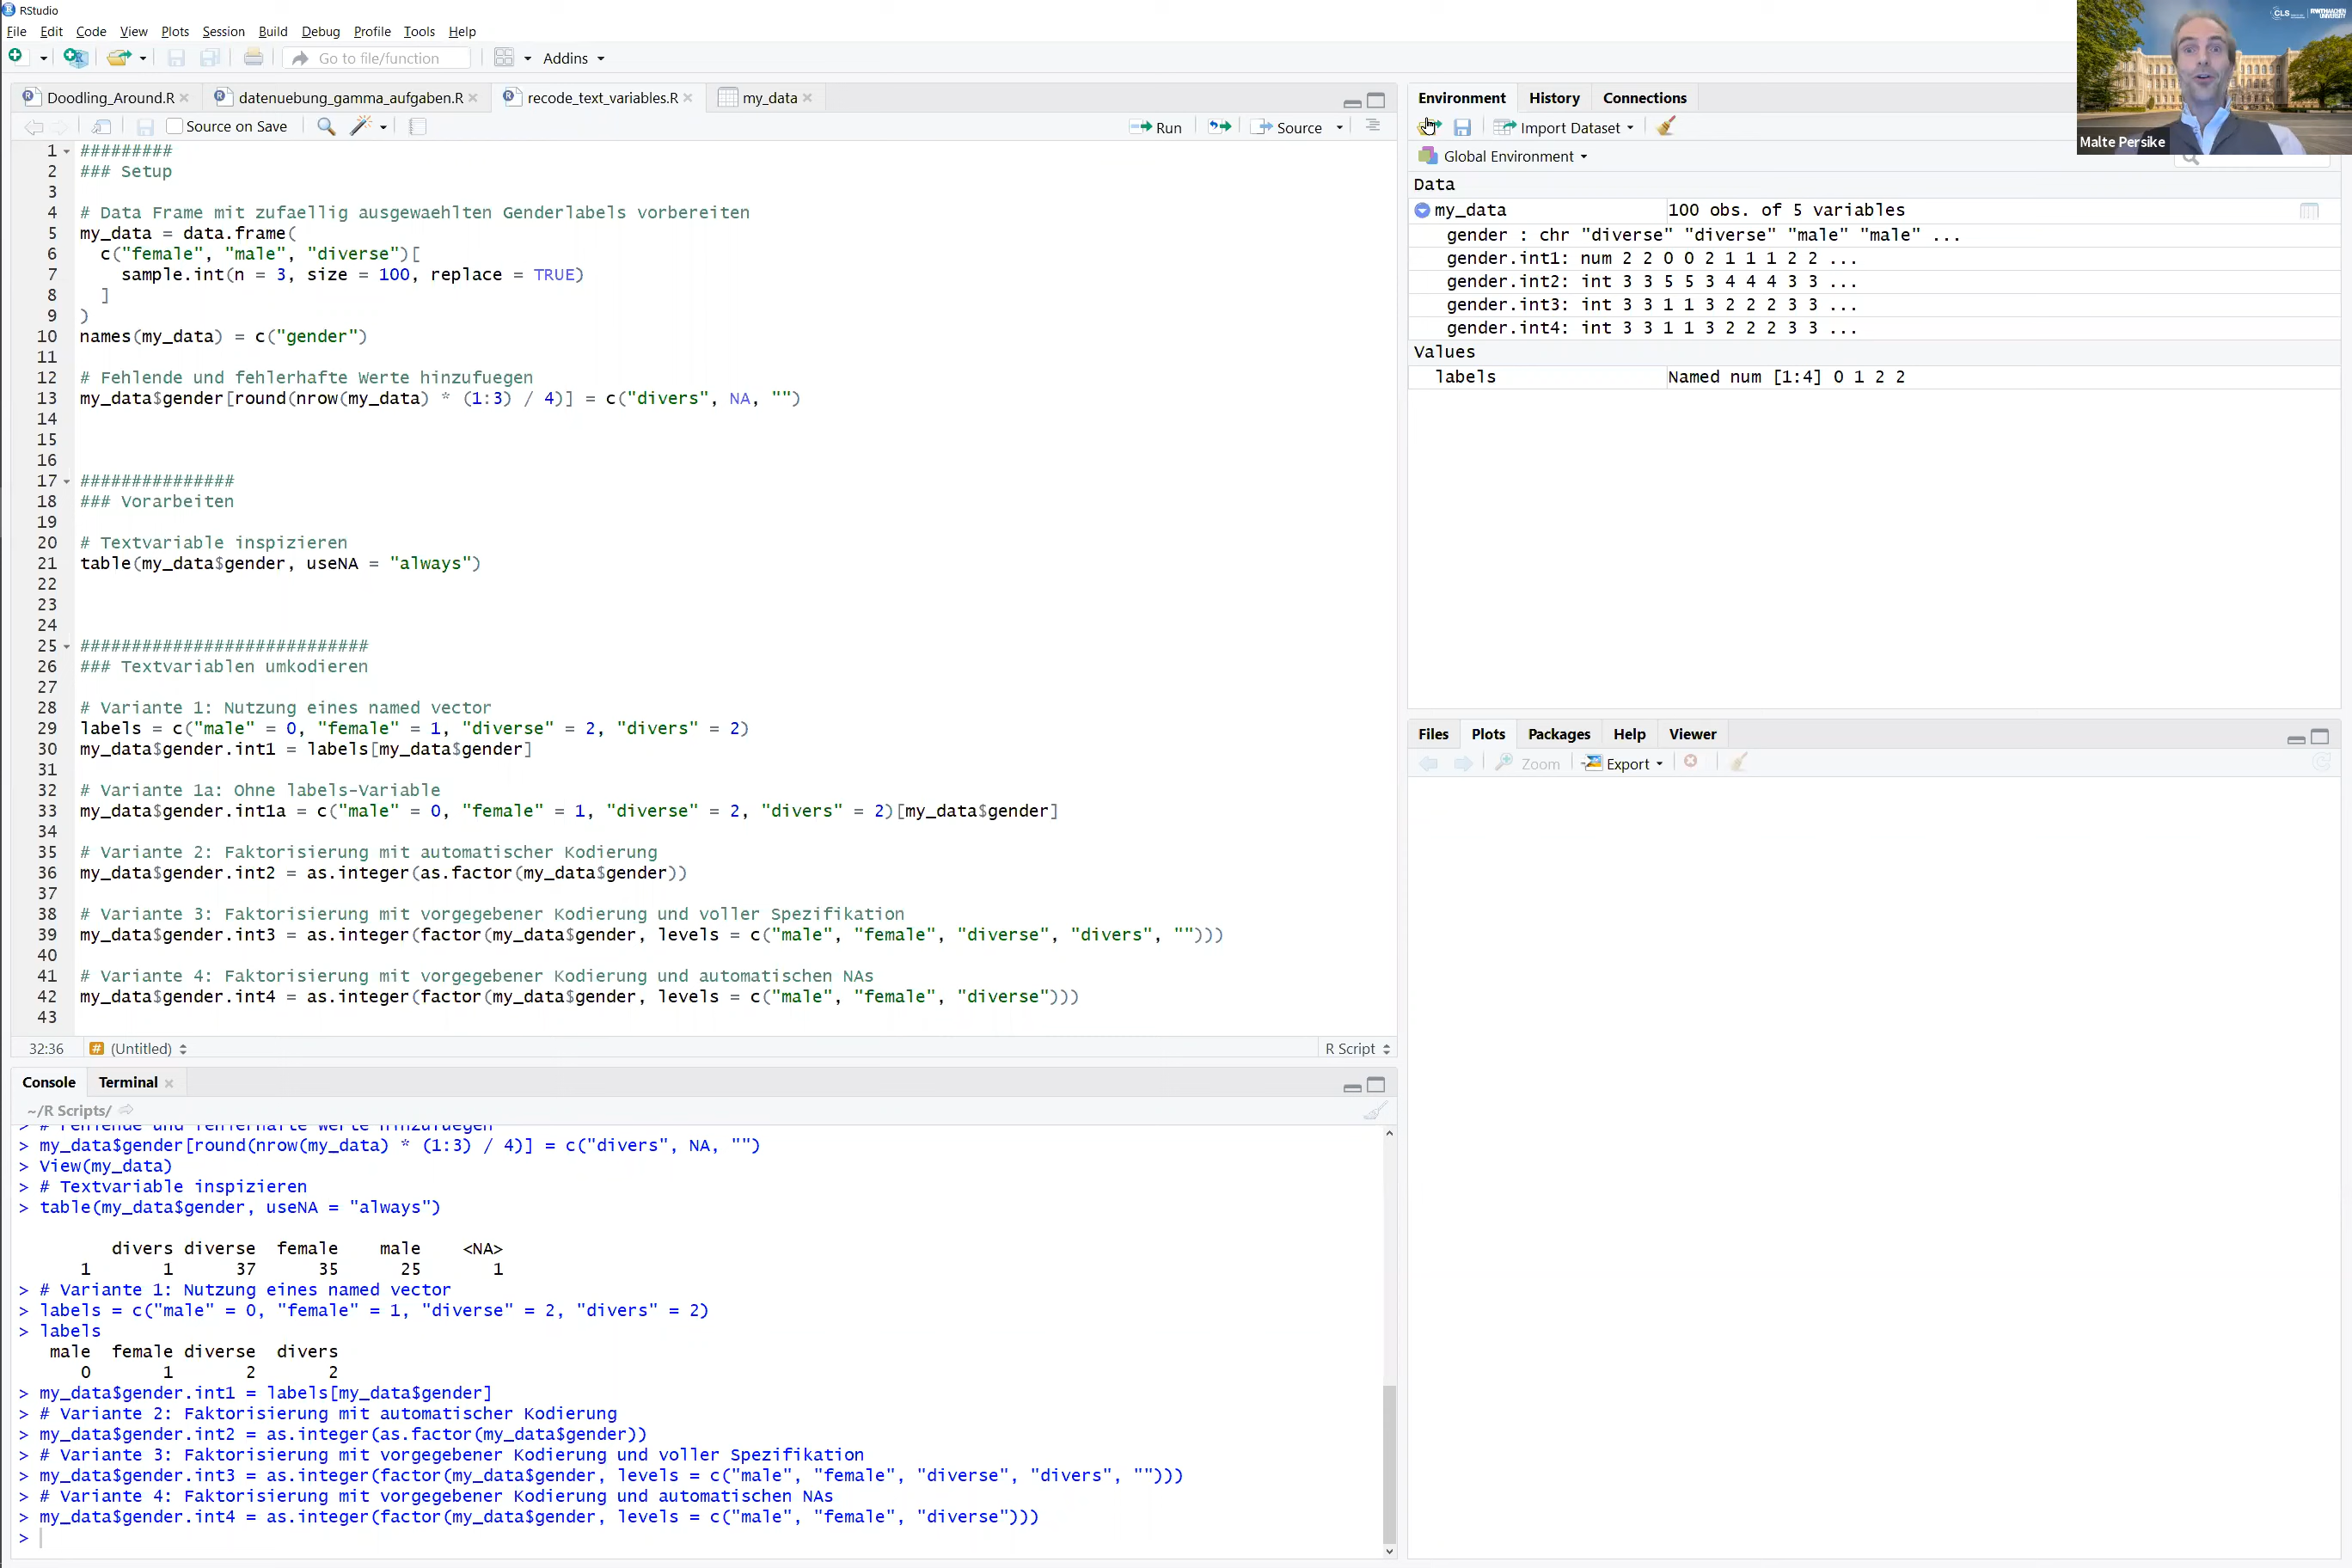 RStudio
File Edit Code View Plots Session Build Debug Profile Tools Help
Go to file/function Addins
Doodling_Around.R datenuebung_gamma_aufgaben.R recode_text_variables.R my_data
Source on Save Run Source
1 #########
2 ### Setup
3
4 # Data Frame mit zufaellig ausgewaehlten Genderlabels vorbereiten
5 my_data = data.frame(
6 c("female", "male", "diverse")[
7 sample.int(n = 3, size = 100, replace = TRUE)
8 ]
9 )
10 names(my_data) = c("gender")
11
12 # Fehlende und fehlerhafte Werte hinzufuegen
13 my_data$gender[round(nrow(my_data) * (1:3) / 4)] = c("divers", NA, "")
14
15
16
17 ###############
18 ### Vorarbeiten
19
20 # Textvariable inspizieren
21 table(my_data$gender, useNA = "always")
22
23
24
25 ############################
26 ### Textvariablen umkodieren
27
28 # Variante 1: Nutzung eines named vector
29 labels = c("male" = 0, "female" = 1, "diverse" = 2, "divers" = 2)
30 my_data$gender.int1 = labels[my_data$gender]
31
32 # Variante 1a: Ohne labels-Variable
33 my_data$gender.int1a = c("male" = 0, "female" = 1, "diverse" = 2, "divers" = 2)[my_data$gender]
34
35 # Variante 2: Faktorisierung mit automatischer Kodierung
36 my_data$gender.int2 = as.integer(as.factor(my_data$gender))
37
38 # Variante 3: Faktorisierung mit vorgegebener Kodierung und voller Spezifikation
39 my_data$gender.int3 = as.integer(factor(my_data$gender, levels = c("male", "female", "diverse", "divers", "")))
40
41 # Variante 4: Faktorisierung mit vorgegebener Kodierung und automatischen NAs
42 my_data$gender.int4 = as.integer(factor(my_data$gender, levels = c("male", "female", "diverse")))
43
32:36 # (Untitled) R Script
Console Terminal
~/R Scripts/
> # Fehlende und fehlerhafte Werte hinzufuegen
> my_data$gender[round(nrow(my_data) * (1:3) / 4)] = c("divers", NA, "")
> View(my_data)
> # Textvariable inspizieren
> table(my_data$gender, useNA = "always")
divers diverse female male <NA>
1 1 37 35 25 1
> # Variante 1: Nutzung eines named vector
> labels = c("male" = 0, "female" = 1, "diverse" = 2, "divers" = 2)
> labels
male female diverse divers
0 1 2 2
> my_data$gender.int1 = labels[my_data$gender]
> # Variante 2: Faktorisierung mit automatischer Kodierung
> my_data$gender.int2 = as.integer(as.factor(my_data$gender))
> # Variante 3: Faktorisierung mit vorgegebener Kodierung und voller Spezifikation
> my_data$gender.int3 = as.integer(factor(my_data$gender, levels = c("male", "female", "diverse", "divers", "")))
> # Variante 4: Faktorisierung mit vorgegebener Kodierung und automatischen NAs
> my_data$gender.int4 = as.integer(factor(my_data$gender, levels = c("male", "female", "diverse")))
>
Environment History Connections
Import Dataset
Global Environment
Data
my_data 100 obs. of 5 variables
gender : chr "diverse" "diverse" "male" "male" ...
gender.int1: num 2 2 0 0 2 1 1 1 2 2 ...
gender.int2: int 3 3 5 5 3 4 4 4 3 3 ...
gender.int3: int 3 3 1 1 3 2 2 2 3 3 ...
gender.int4: int 3 3 1 1 3 2 2 2 3 3 ...
Values
labels Named num [1:4] 0 1 2 2
Files Plots Packages Help Viewer
Zoom Export
CLS RWTH AACHEN
UNIVERSITY
Malte Persike